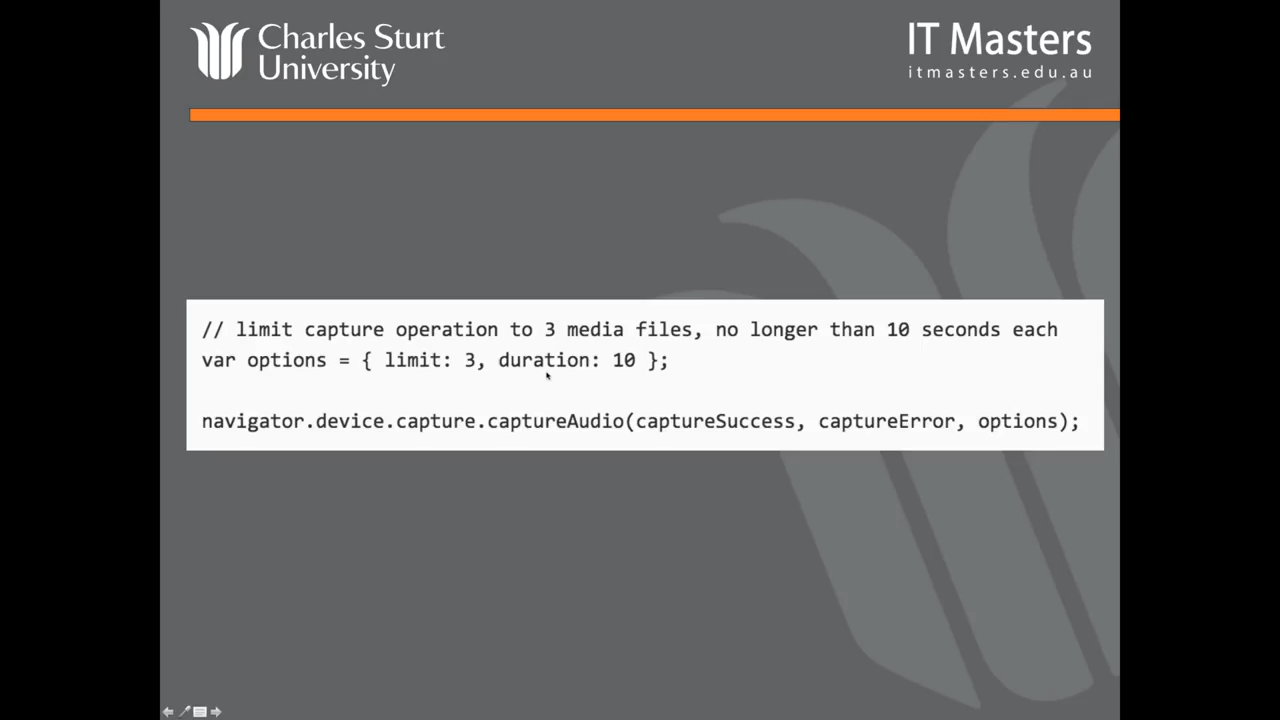 Charles Sturt
University
IT Masters
itmasters.edu.au
// limit capture operation to 3 media files, no longer than 10 seconds each
var options = { limit: 3, duration: 10 };
navigator.device.capture.captureAudio(captureSuccess, captureError, options);